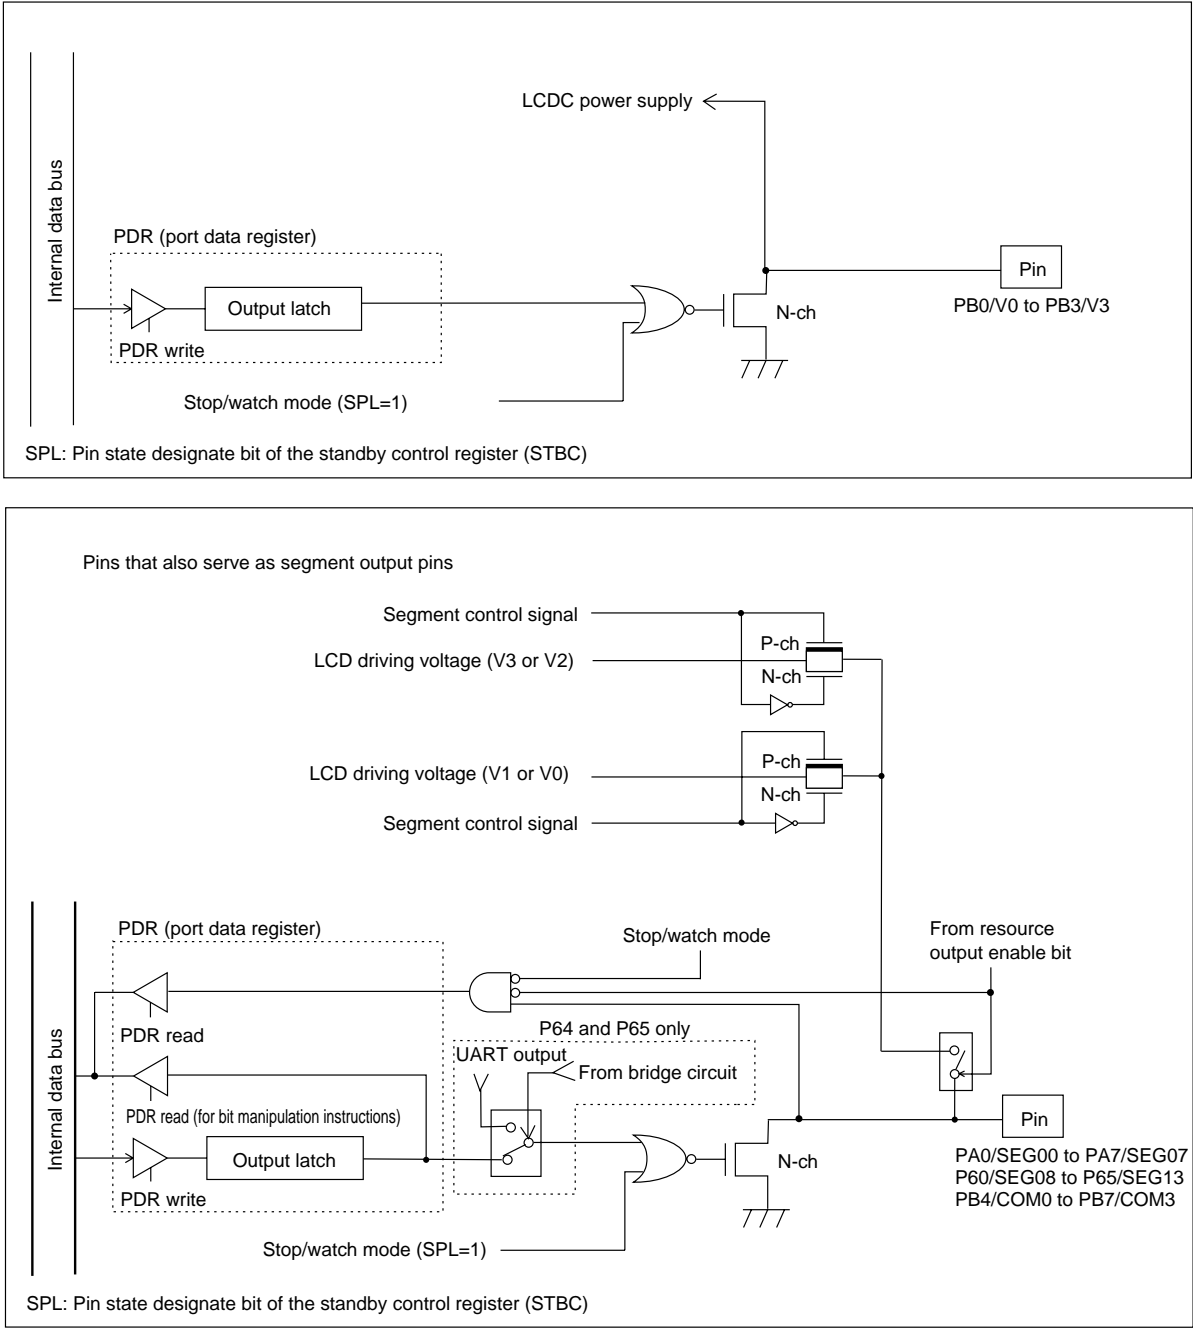 LCDC power supply
Internal data bus
PDR (port data register)
Output latch
PDR write
N-ch
Pin
PB0/V0 to PB3/V3
Stop/watch mode (SPL=1)
SPL: Pin state designate bit of the standby control register (STBC)
Pins that also serve as segment output pins
Segment control signal
P-ch
LCD driving voltage (V3 or V2)
N-ch
P-ch
LCD driving voltage (V1 or V0)
N-ch
Segment control signal
PDR (port data register)
Stop/watch mode
From resource
output enable bit
PDR read
P64 and P65 only
UART output
From bridge circuit
Internal data bus
PDR read (for bit manipulation instructions)
Output latch
PDR write
N-ch
Pin
PA0/SEG00 to PA7/SEG07
P60/SEG08 to P65/SEG13
PB4/COM0 to PB7/COM3
Stop/watch mode (SPL=1)
SPL: Pin state designate bit of the standby control register (STBC)